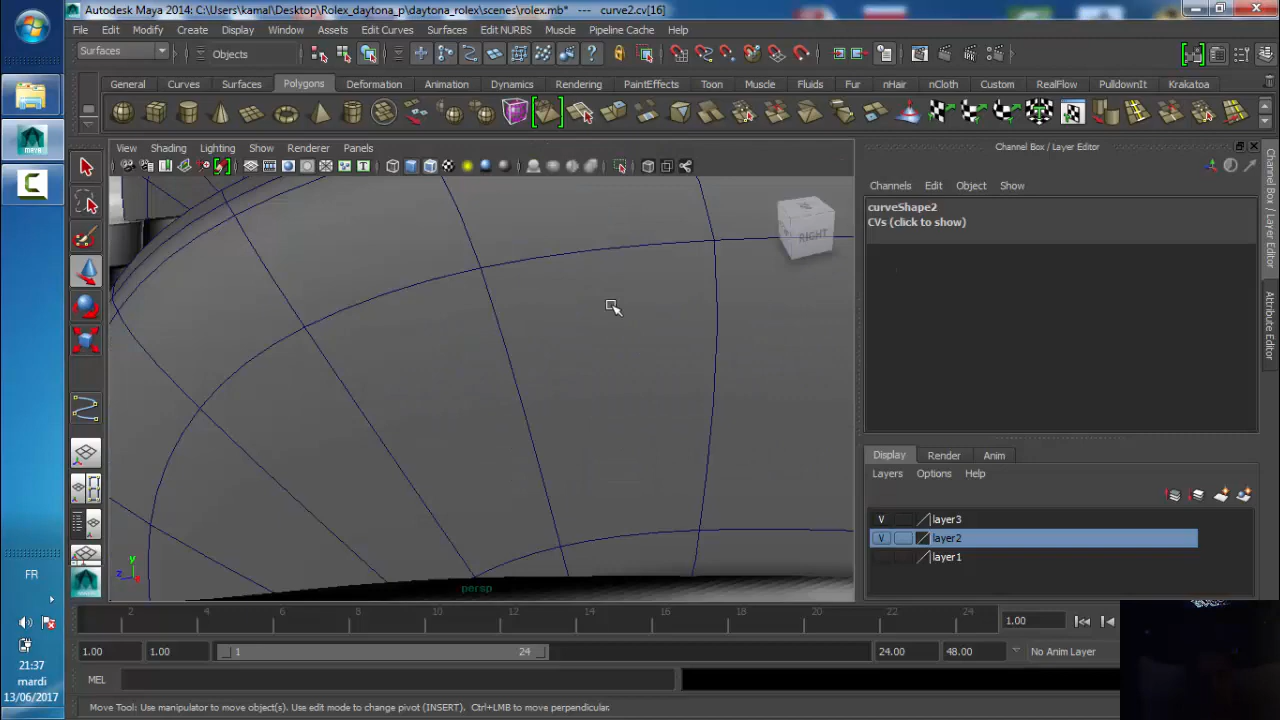 Autodesk Maya 2014: C:\Users\kamal\Desktop\Rolex_daytona_p\daytona_rolex\scenes\rolex.mb* --- curve2.cv[16]
File Edit Modify Create Display Window Assets Edit Curves Surfaces Edit NURBS Muscle Pipeline Cache Help
Surfaces Objects
General Curves Surfaces Polygons Deformation Animation Dynamics Rendering PaintEffects Toon Muscle Fluids Fur nHair nCloth Custom RealFlow PulldownIt Krakatoa
View Shading Lighting Show Renderer Panels
Channel Box / Layer Editor
Channels Edit Object Show
curveShape2
CVs (click to show)
RIGHT
Channel Box / Layer Editor
Attribute Editor
Display Render Anim
Layers Options Help
V layer3
V layer2
layer1
y
z
x
persp
FR
2 4 6 8 10 12 14 16 18 20 22 24
1.00
1.00 1.00 1 24 24.00 48.00 No Anim Layer
MEL
21:37
mardi
13/06/2017
Move Tool: Use manipulator to move object(s). Use edit mode to change pivot (INSERT). Ctrl+LMB to move perpendicular.